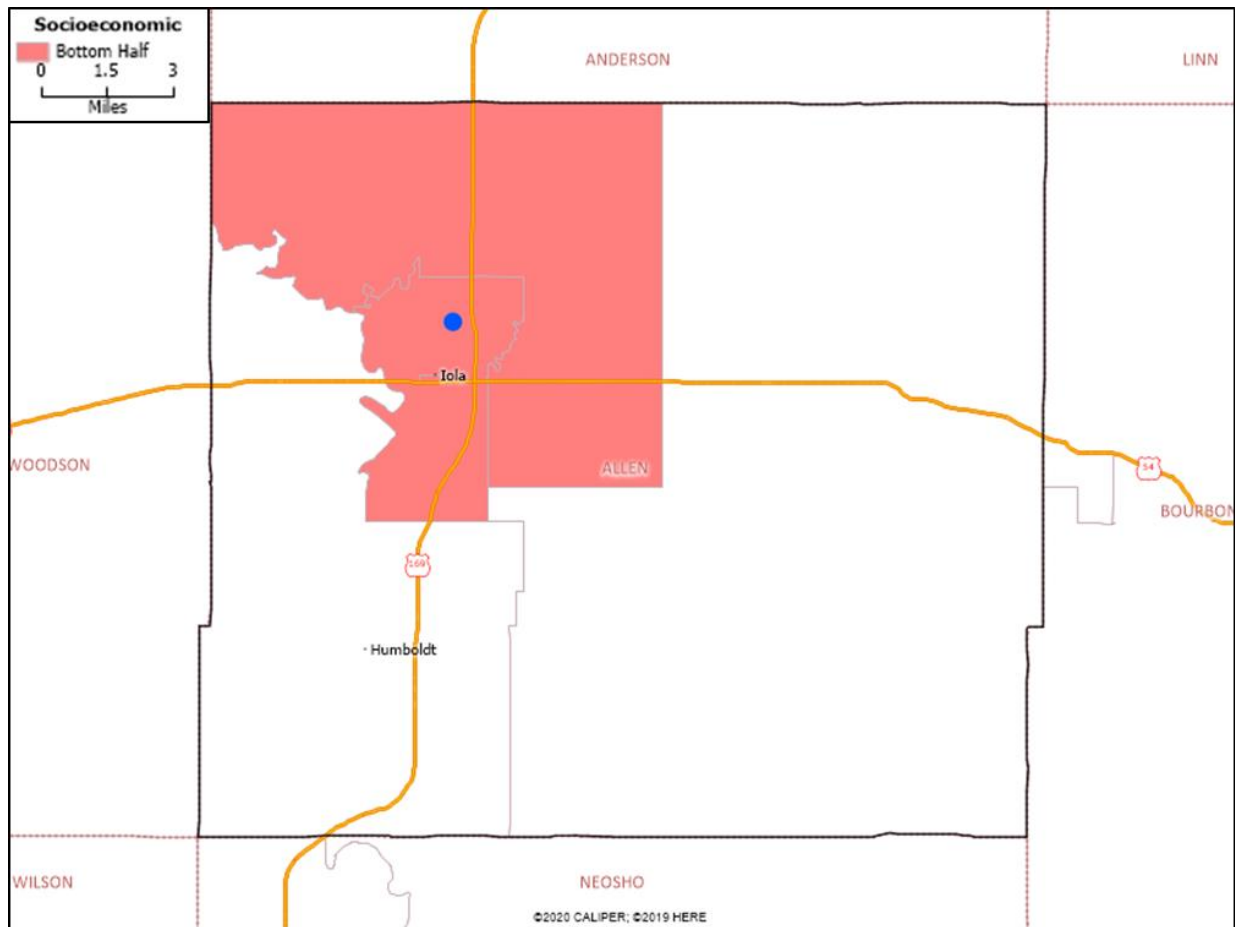 Socioeconomic
Bottom Half
0 1.5 3
Miles
ANDERSON
LINN
Iola
WOODSON
ALLEN
54
BOURBON
169
Humboldt
WILSON
NEOSHO
©2020 CALIPER; ©2019 HERE